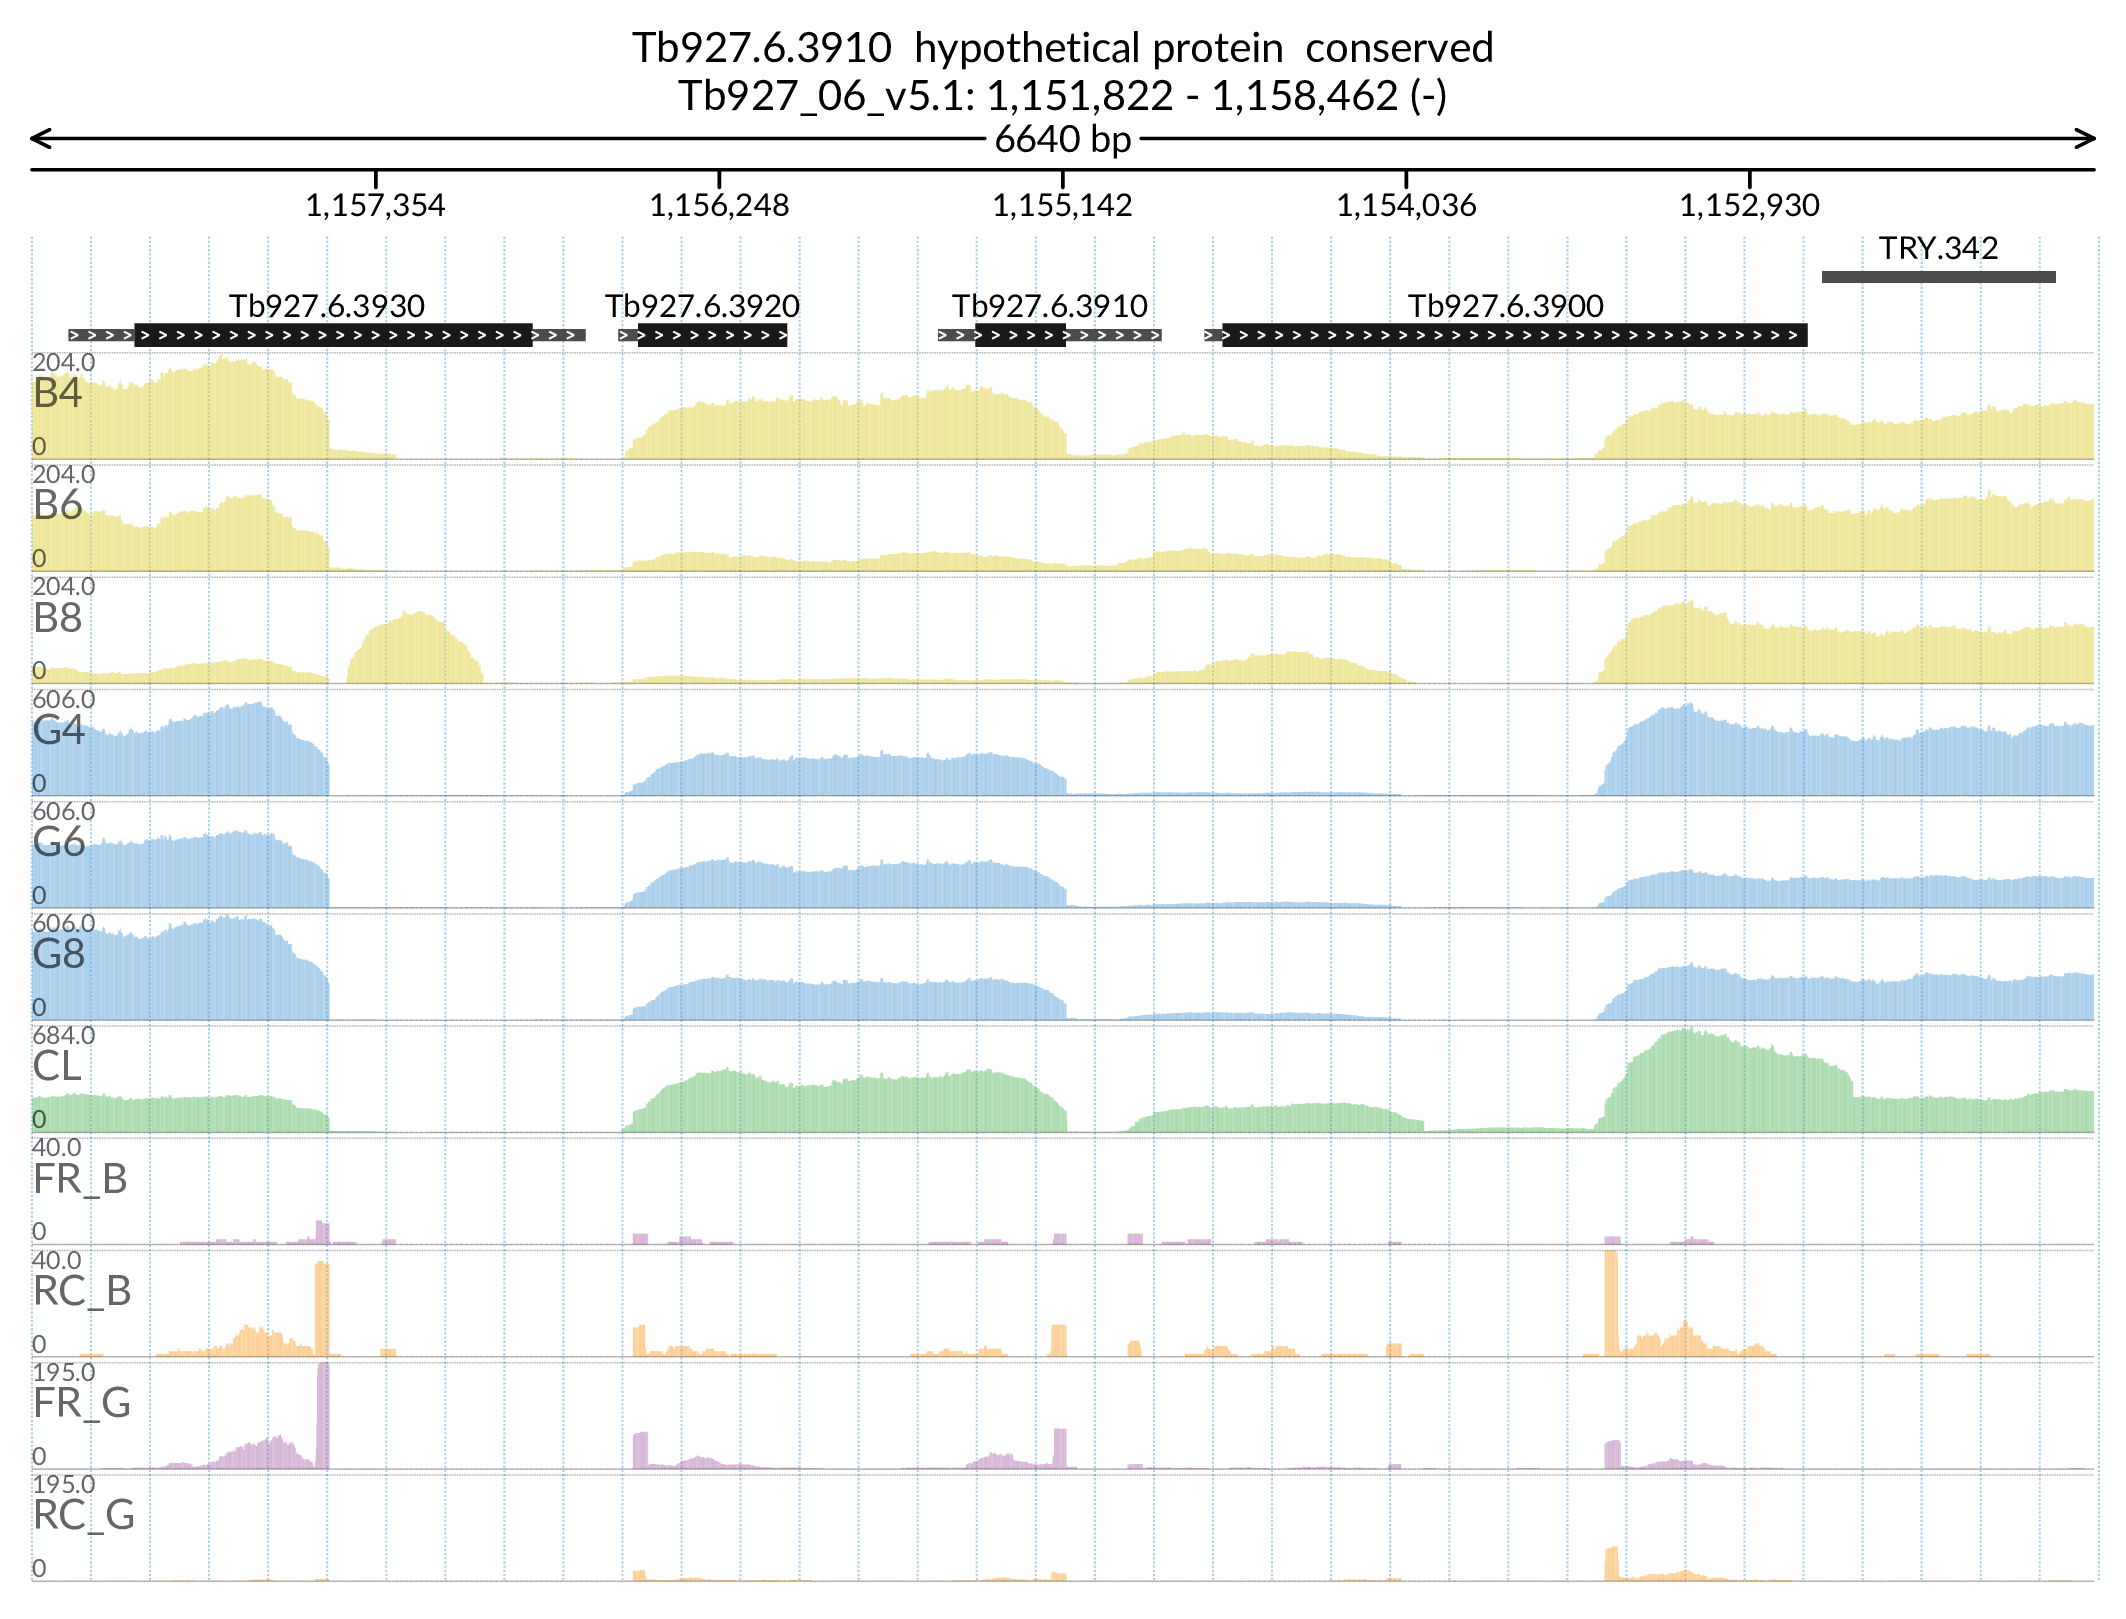 Tb927.6.3910 hypothetical protein conserved
Tb927_06_v5.1: 1,151,822 - 1,158,462 (-)
6640 bp
1,157,354 1,156,248 1,155,142 1,154,036 1,152,930
TRY.342
Tb927.6.3930 Tb927.6.3920 Tb927.6.3910 Tb927.6.3900
204.0
B4
0
204.0
B6
0
204.0
B8
0
606.0
G4
0
606.0
G6
0
606.0
G8
0
684.0
CL
0
40.0
FR_B
0
40.0
RC_B
0
195.0
FR_G
0
195.0
RC_G
0